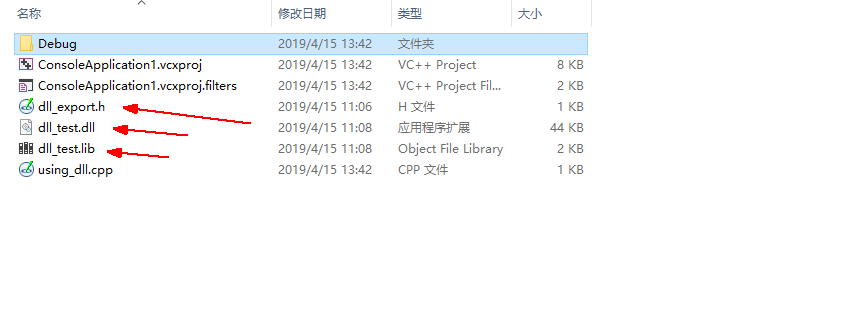 名称 修改日期 类型 大小
Debug 2019/4/15 13:42 文件夹
ConsoleApplication1.vcxproj 2019/4/15 13:42 VC++ Project 8 KB
ConsoleApplication1.vcxproj.filters 2019/4/15 13:42 VC++ Project Fil... 2 KB
dll_export.h 2019/4/15 11:06 H 文件 1 KB
dll_test.dll 2019/4/15 11:08 应用程序扩展 44 KB
dll_test.lib 2019/4/15 11:08 Object File Library 2 KB
using_dll.cpp 2019/4/15 13:42 CPP 文件 1 KB